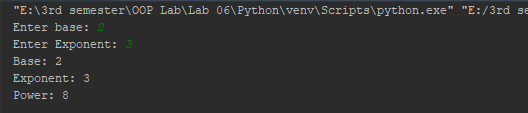 "E:\3rd semester\OOP Lab\Lab 06\Python\venv\Scripts\python.exe" "E:/3rd se
Enter base: 2
Enter Exponent: 3
Base: 2
Exponent: 3
Power: 8